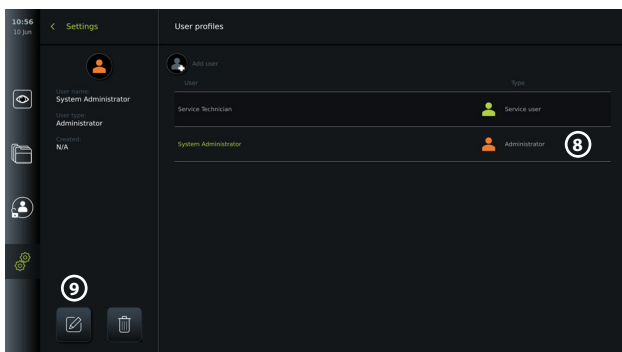 10:56
10 Jun
Settings
User profiles
Add user
User
Type
User name:
System Administrator
User type:
Administrator
Created:
N/A
Service Technician
Service user
System Administrator
Administrator
8
9